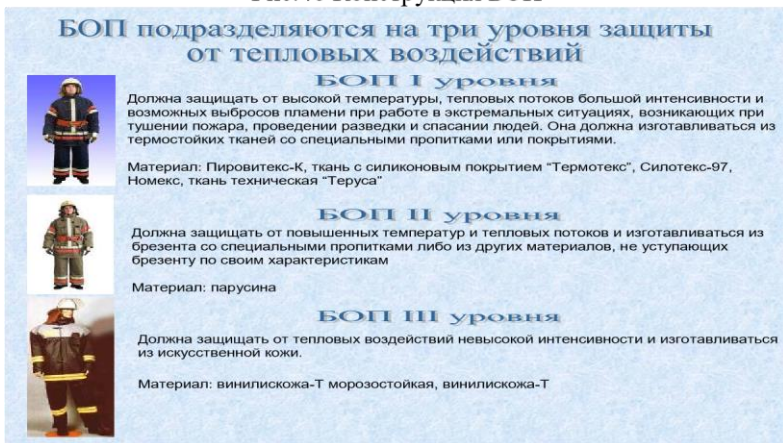 БОП подразделяются на три уровня защиты
от тепловых воздействий
БОП I уровня
Должна защищать от высокой температуры, тепловых потоков большой интенсивности и
возможных выбросов пламени при работе в экстремальных ситуациях, возникающих при
тушении пожара, проведении разведки и спасании людей. Она должна изготавливаться из
термостойких тканей со специальными пропитками или покрытиями.
Материал: Пировитекс-К, ткань с силиконовым покрытием "Термотекс", Силотекс-97,
Номекс, ткань техническая "Теруса"
БОП II уровня
Должна защищать от повышенных температур и тепловых потоков и изготавливаться из
брезента со специальными пропитками либо из других материалов, не уступающих
брезенту по своим характеристикам
Материал: парусина
БОП III уровня
Должна защищать от тепловых воздействий невысокой интенсивности и изготавливаться
из искусственной кожи.
Материал: винилискожа-Т морозостойкая, винилискожа-Т